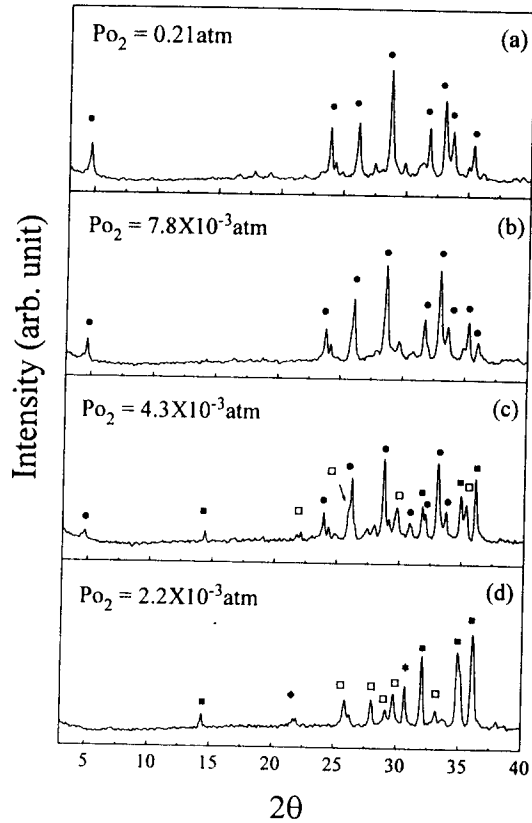 Po₂ = 0.21atm (a)
Po₂ = 7.8X10⁻³atm (b)
Po₂ = 4.3X10⁻³atm (c)
Po₂ = 2.2X10⁻³atm (d)
Intensity (arb. unit)
5 10 15 20 25 30 35 40
2θ